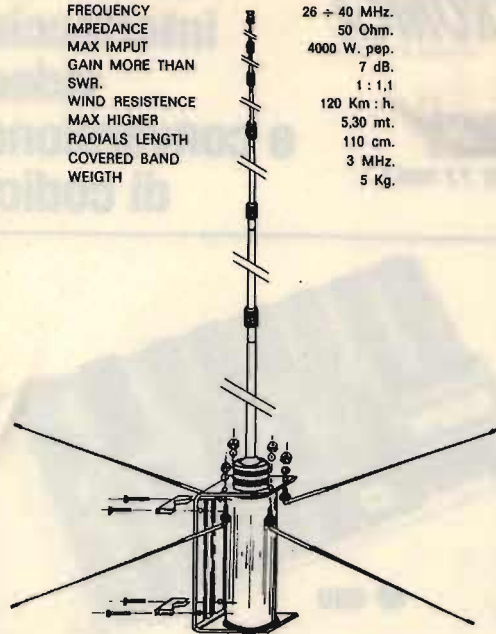 FREQUENCY 26 ÷ 40 MHz.
IMPEDANCE 50 Ohm.
MAX IMPUT 4000 W. pep.
GAIN MORE THAN 7 dB.
SWR. 1 : 1,1
WIND RESISTENCE 120 Km : h.
MAX HIGNER 5,30 mt.
RADIALS LENGTH 110 cm.
COVERED BAND 3 MHz.
WEIGTH 5 Kg.